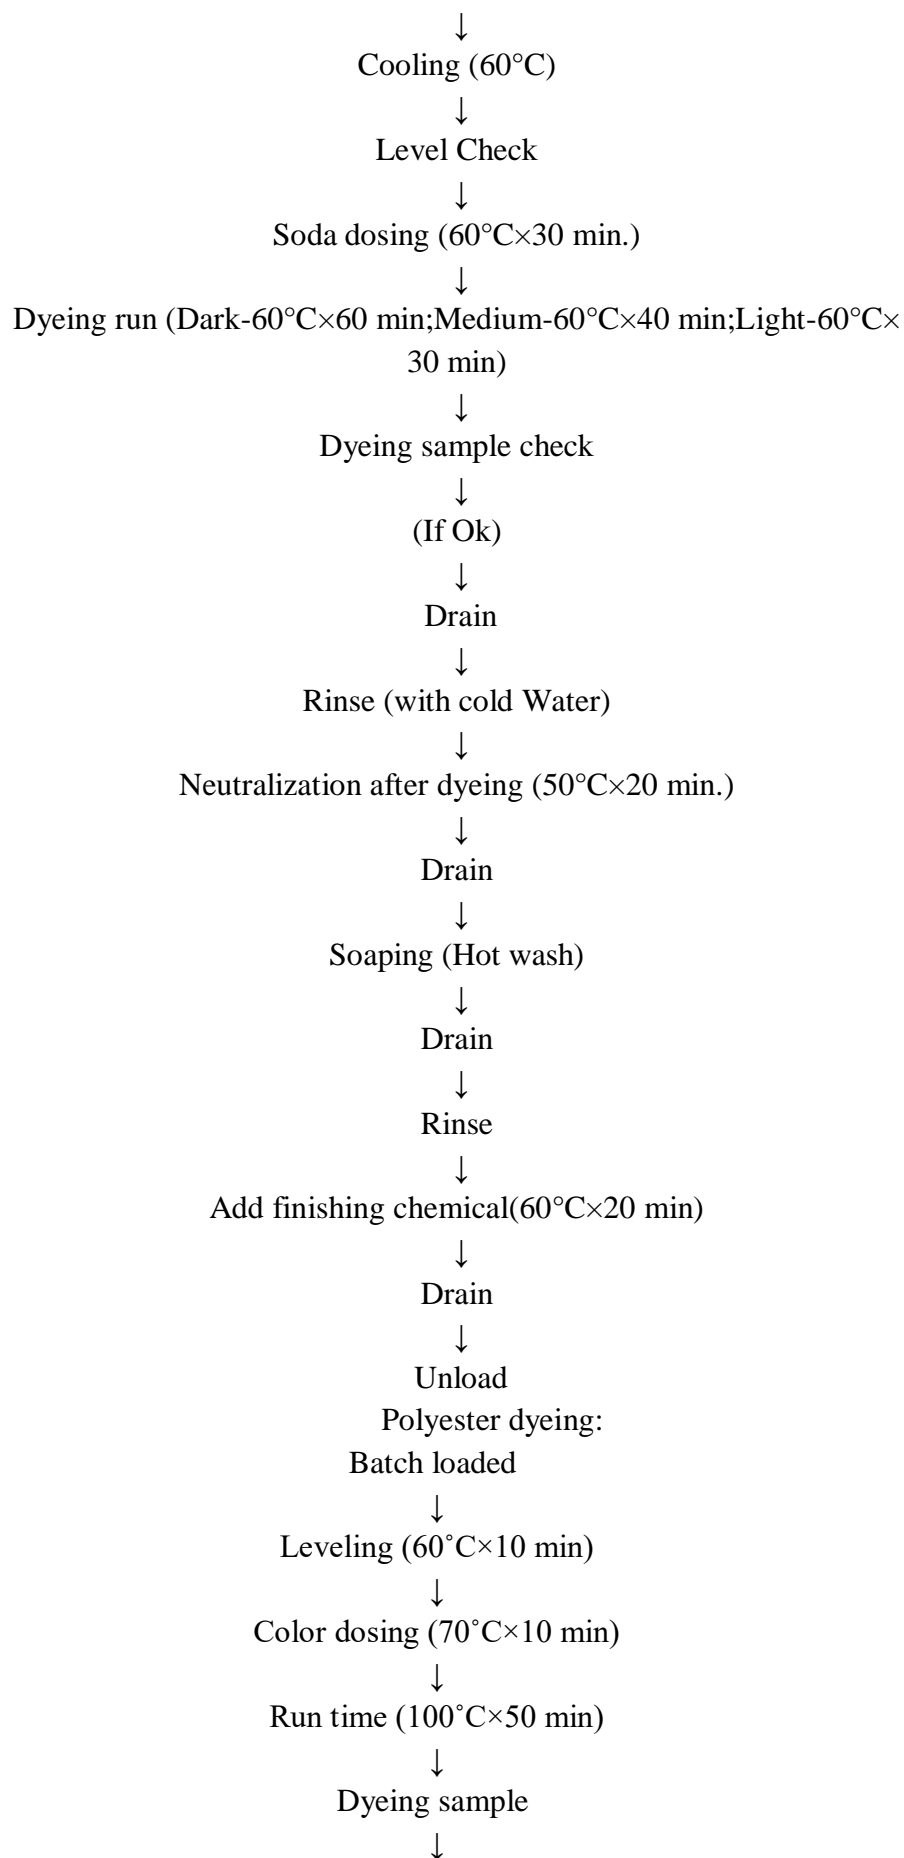 ↓
Cooling (60°C)
↓
Level Check
↓
Soda dosing (60°C×30 min.)
↓
Dyeing run (Dark-60°C×60 min;Medium-60°C×40 min;Light-60°C×
30 min)
↓
Dyeing sample check
↓
(If Ok)
↓
Drain
↓
Rinse (with cold Water)
↓
Neutralization after dyeing (50°C×20 min.)
↓
Drain
↓
Soaping (Hot wash)
↓
Drain
↓
Rinse
↓
Add finishing chemical(60°C×20 min)
↓
Drain
↓
Unload
Polyester dyeing:
Batch loaded
↓
Leveling (60˚C×10 min)
↓
Color dosing (70˚C×10 min)
↓
Run time (100˚C×50 min)
↓
Dyeing sample
↓